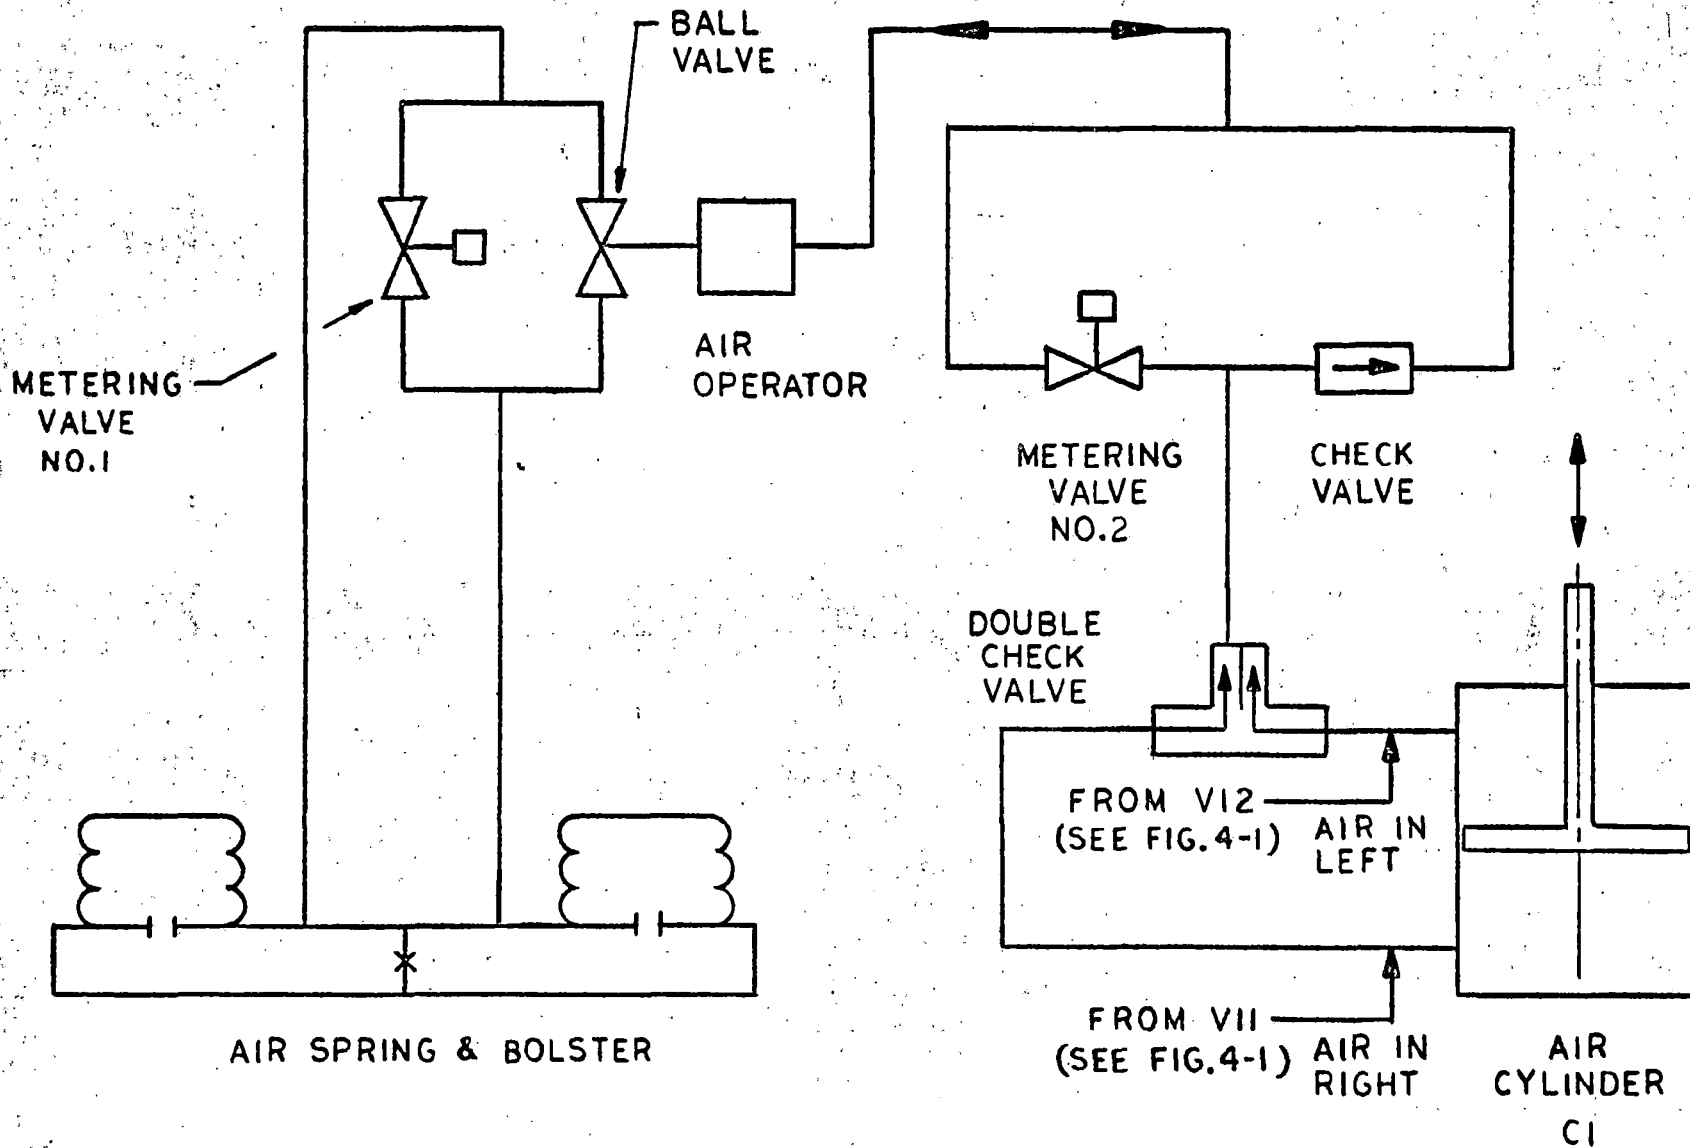 BALL
VALVE
METERING
VALVE
NO.1
AIR
OPERATOR
METERING
VALVE
NO.2
CHECK
VALVE
DOUBLE
CHECK
VALVE
FROM V12
(SEE FIG.4-1)
AIR IN
LEFT
FROM V11
(SEE FIG.4-1)
AIR IN
RIGHT
AIR SPRING & BOLSTER
AIR
CYLINDER
C1